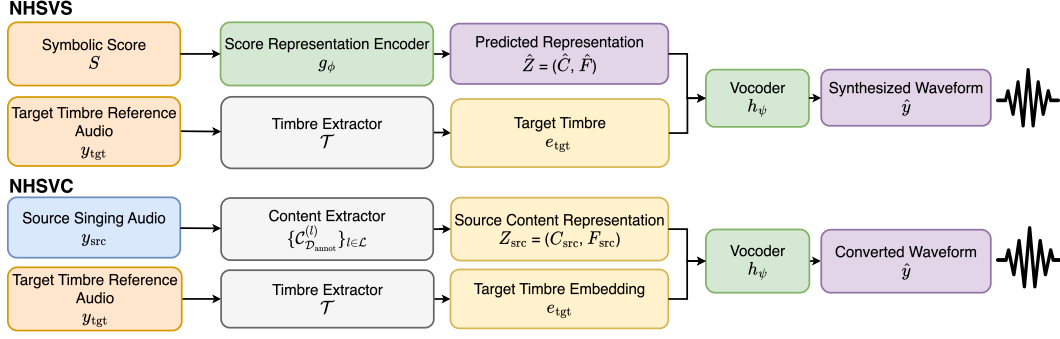 NHSVS
Symbolic Score
S
Score Representation Encoder
g_ϕ
Predicted Representation
Ẑ = (Ĉ, F̂)
Target Timbre Reference
Audio
y_tgt
Timbre Extractor
𝒯
Target Timbre
e_tgt
Vocoder
h_ψ
Synthesized Waveform
ŷ
NHSVC
Source Singing Audio
y_src
Content Extractor
{𝒞^(l)_𝒟_annot}_l∈ℒ
Source Content Representation
Z_src = (C_src, F_src)
Target Timbre Reference
Audio
y_tgt
Timbre Extractor
𝒯
Target Timbre Embedding
e_tgt
Vocoder
h_ψ
Converted Waveform
ŷ